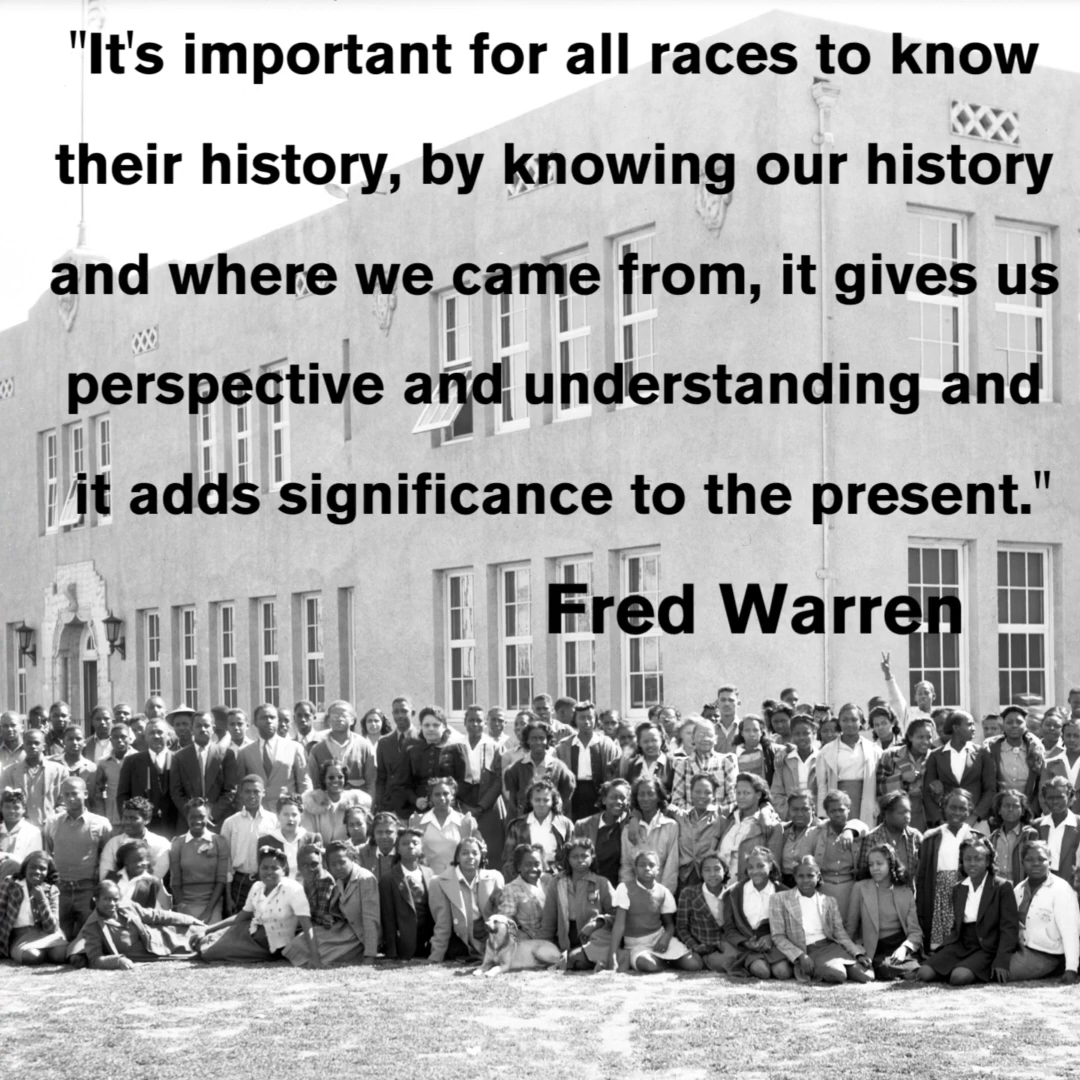 "It's important for all races to know
their history, by knowing our history
and where we came from, it gives us
perspective and understanding and
it adds significance to the present."
Fred Warren